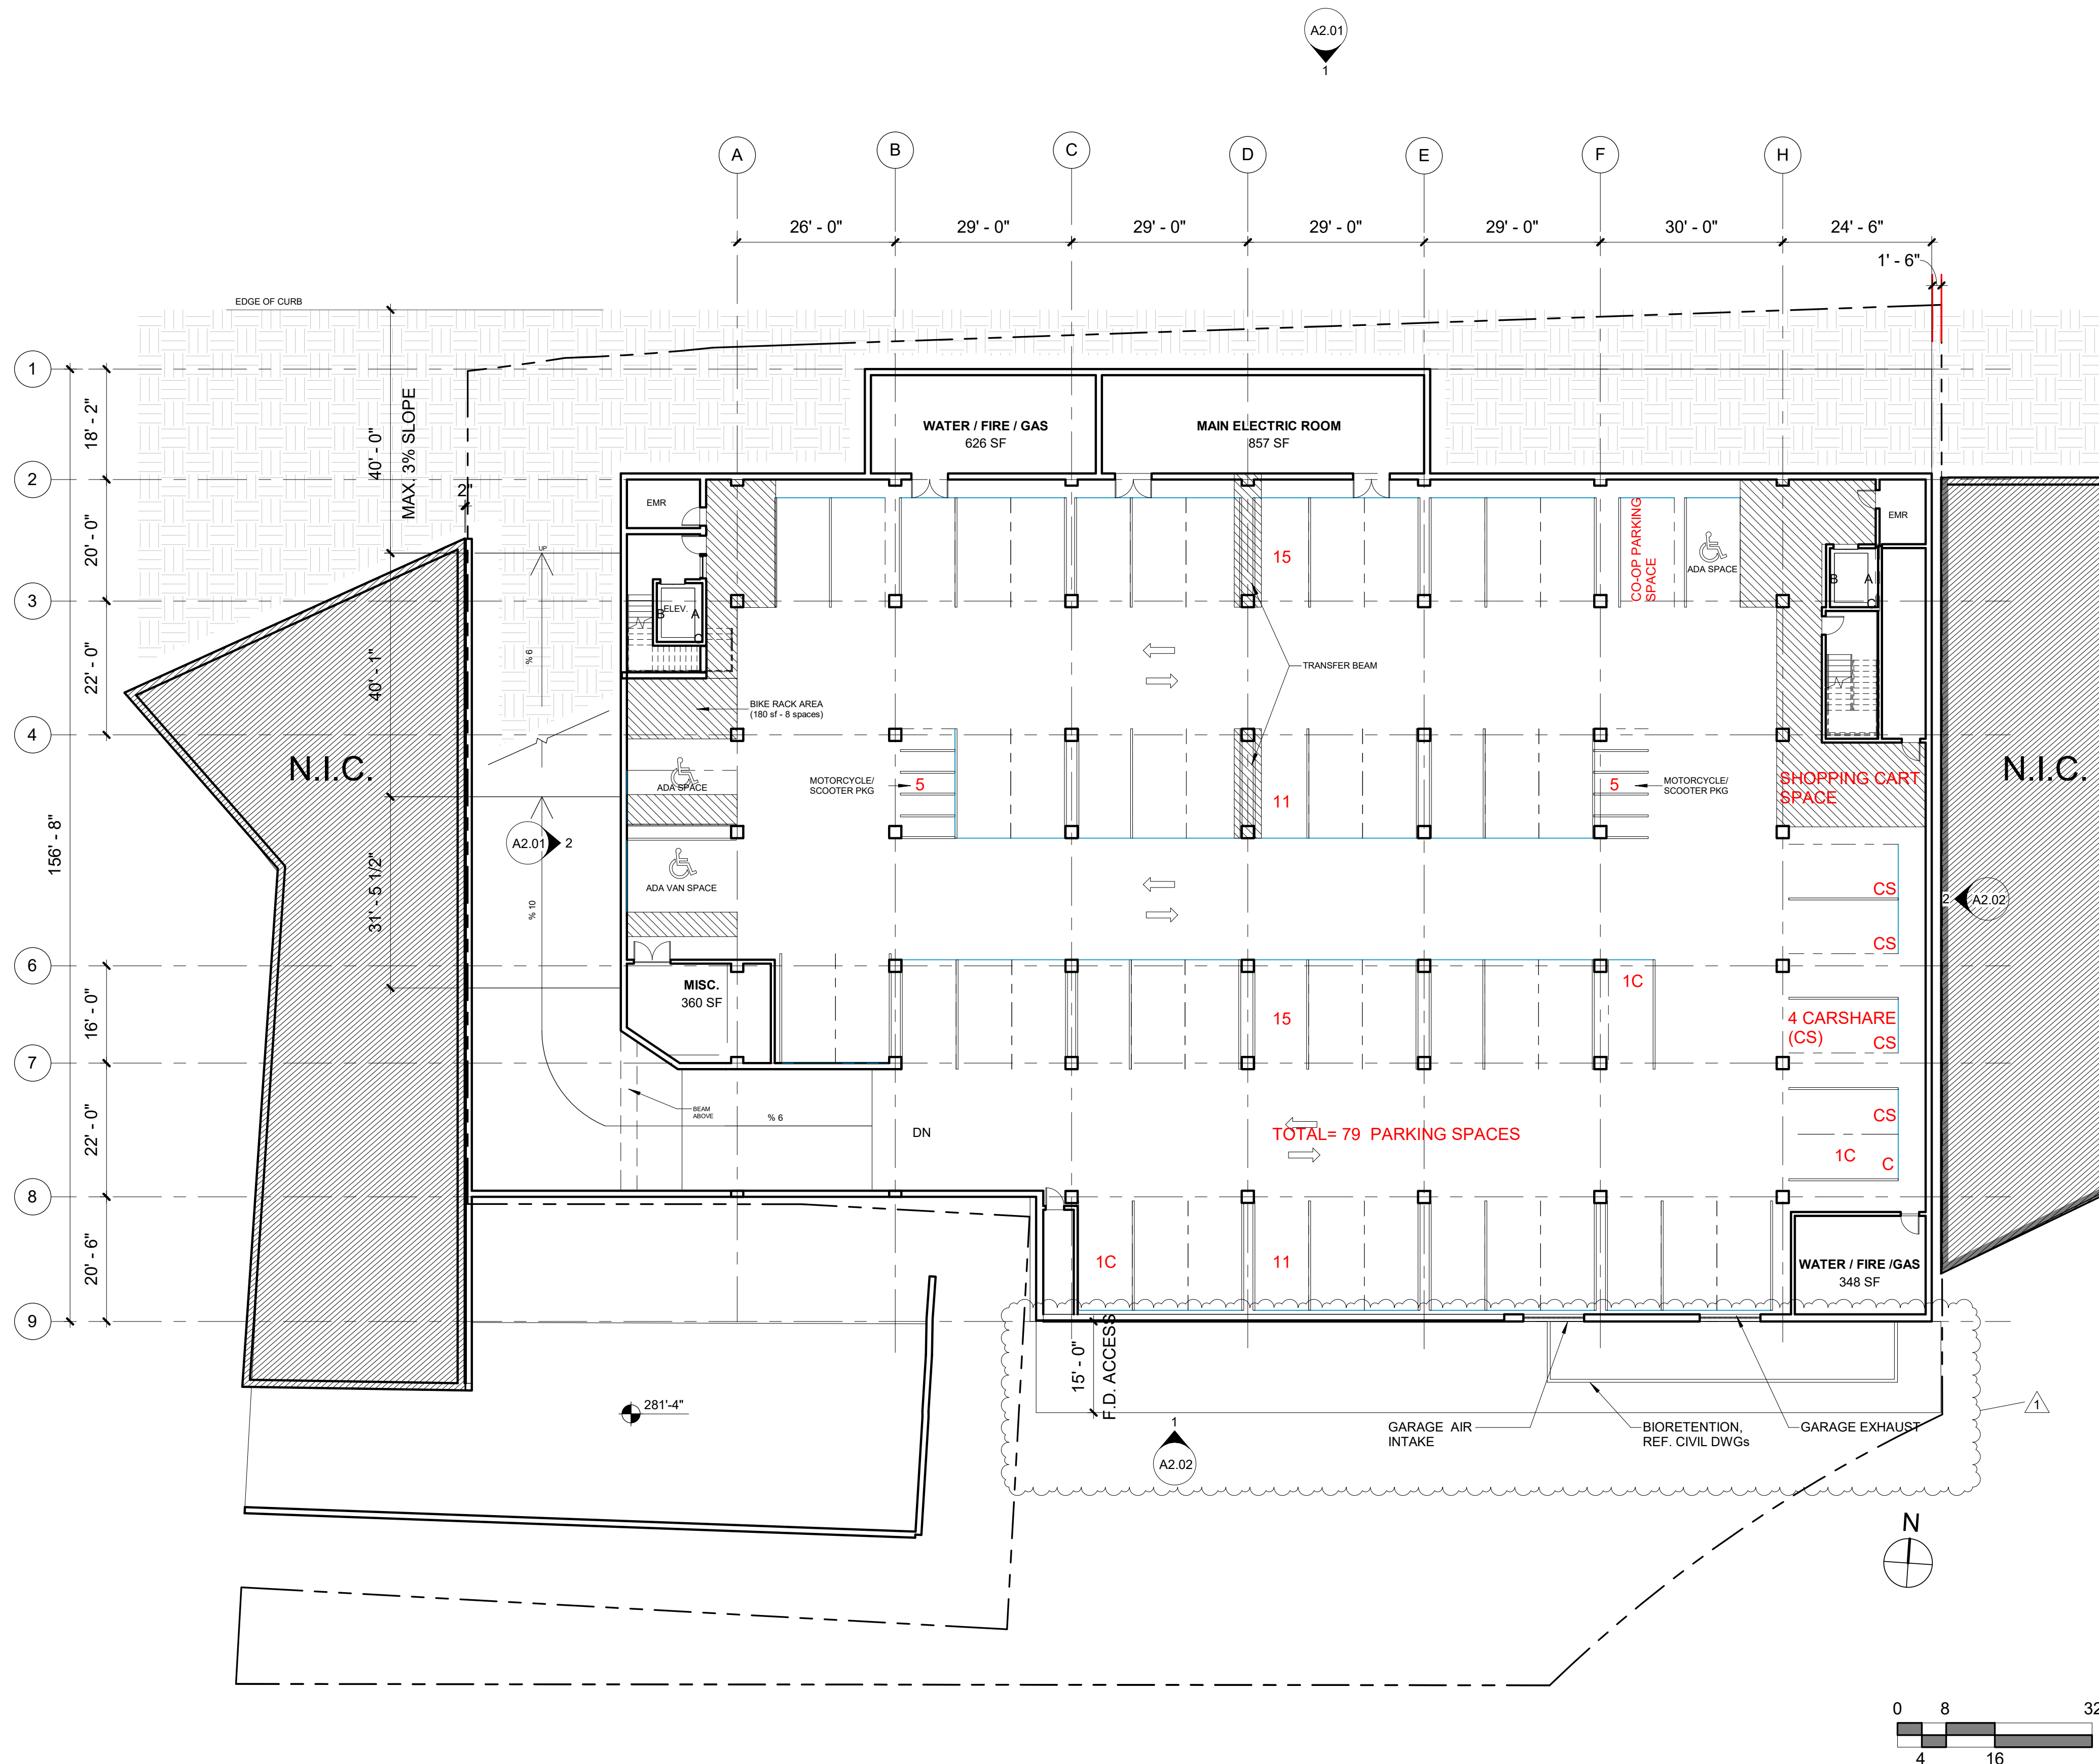 A2.01
1
A
B
C
D
E
F
H
26' - 0"
29' - 0"
29' - 0"
29' - 0"
29' - 0"
30' - 0"
24' - 6"
1' - 6"
EDGE OF CURB
1
2
3
4
6
7
8
9
156' - 8"
18' - 2"
20' - 0"
22' - 0"
16' - 0"
22' - 0"
20' - 6"
40' - 0"
MAX. 3% SLOPE
2"
40' - 1"
31' - 5 1/2"
N.I.C.
UP
% 6
% 10
A2.01
2
WATER / FIRE / GAS
626 SF
MAIN ELECTRIC ROOM
857 SF
EMR
ELEV.
B
A
15
CO-OP PARKING
SPACE
ADA SPACE
EMR
B
A
TRANSFER BEAM
BIKE RACK AREA
(180 sf - 8 spaces)
ADA SPACE
MOTORCYCLE/
SCOOTER PKG
5
11
5
MOTORCYCLE/
SCOOTER PKG
SHOPPING CART
SPACE
N.I.C.
ADA VAN SPACE
CS
2
A2.02
CS
MISC.
360 SF
15
1C
4 CARSHARE
(CS)
CS
BEAM
ABOVE
% 6
DN
TOTAL= 79  PARKING SPACES
CS
1C
C
1C
11
WATER / FIRE /GAS
348 SF
15' - 0"
F.D. ACCESS
281'-4"
1
A2.02
GARAGE  AIR
INTAKE
BIORETENTION,
REF. CIVIL DWGs
GARAGE EXHAUST
1
N
0
8
32
4
16